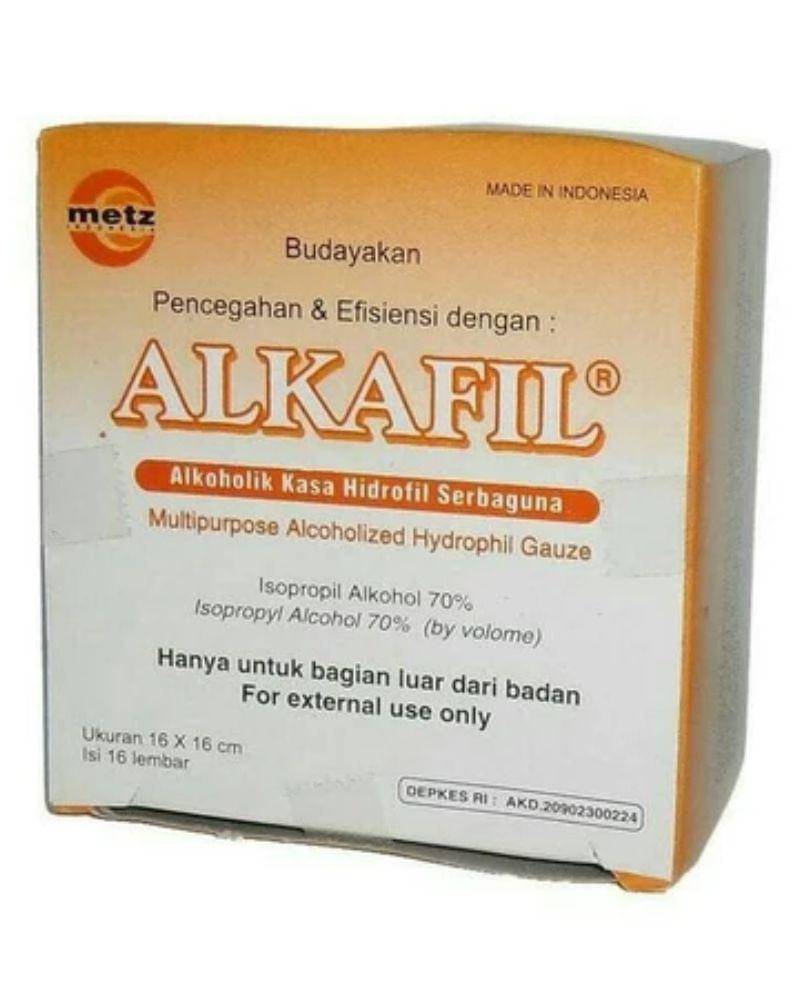 metz
INDONESIA
MADE IN INDONESIA
Budayakan
Pencegahan & Efisiensi dengan :
ALKAFIL®
Alkoholik Kasa Hidrofil Serbaguna
Multipurpose Alcoholized Hydrophil Gauze
Isopropil Alkohol 70%
Isopropyl Alcohol 70% (by volome)
Hanya untuk bagian luar dari badan
For external use only
Ukuran 16 X 16 cm
Isi 16 lembar
DEPKES RI : AKD.20902300224